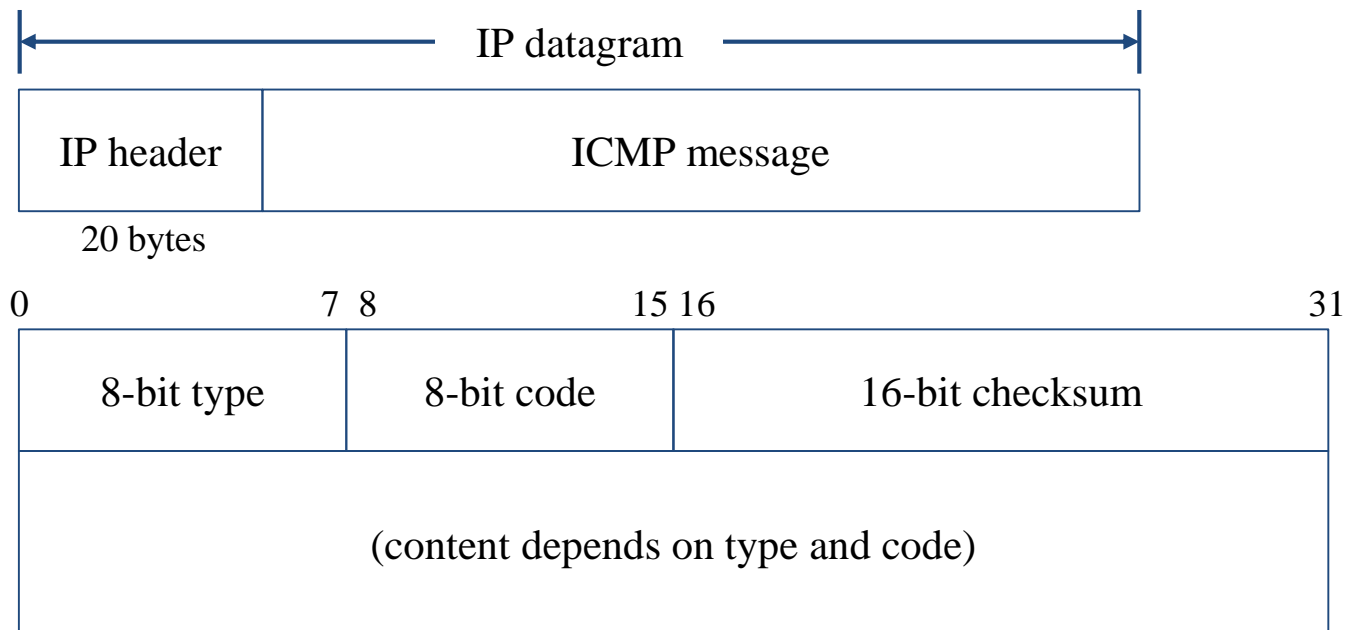 IP datagram
IP header ICMP message
20 bytes
0 7 8 15 16 31
8-bit type 8-bit code 16-bit checksum
(content depends on type and code)